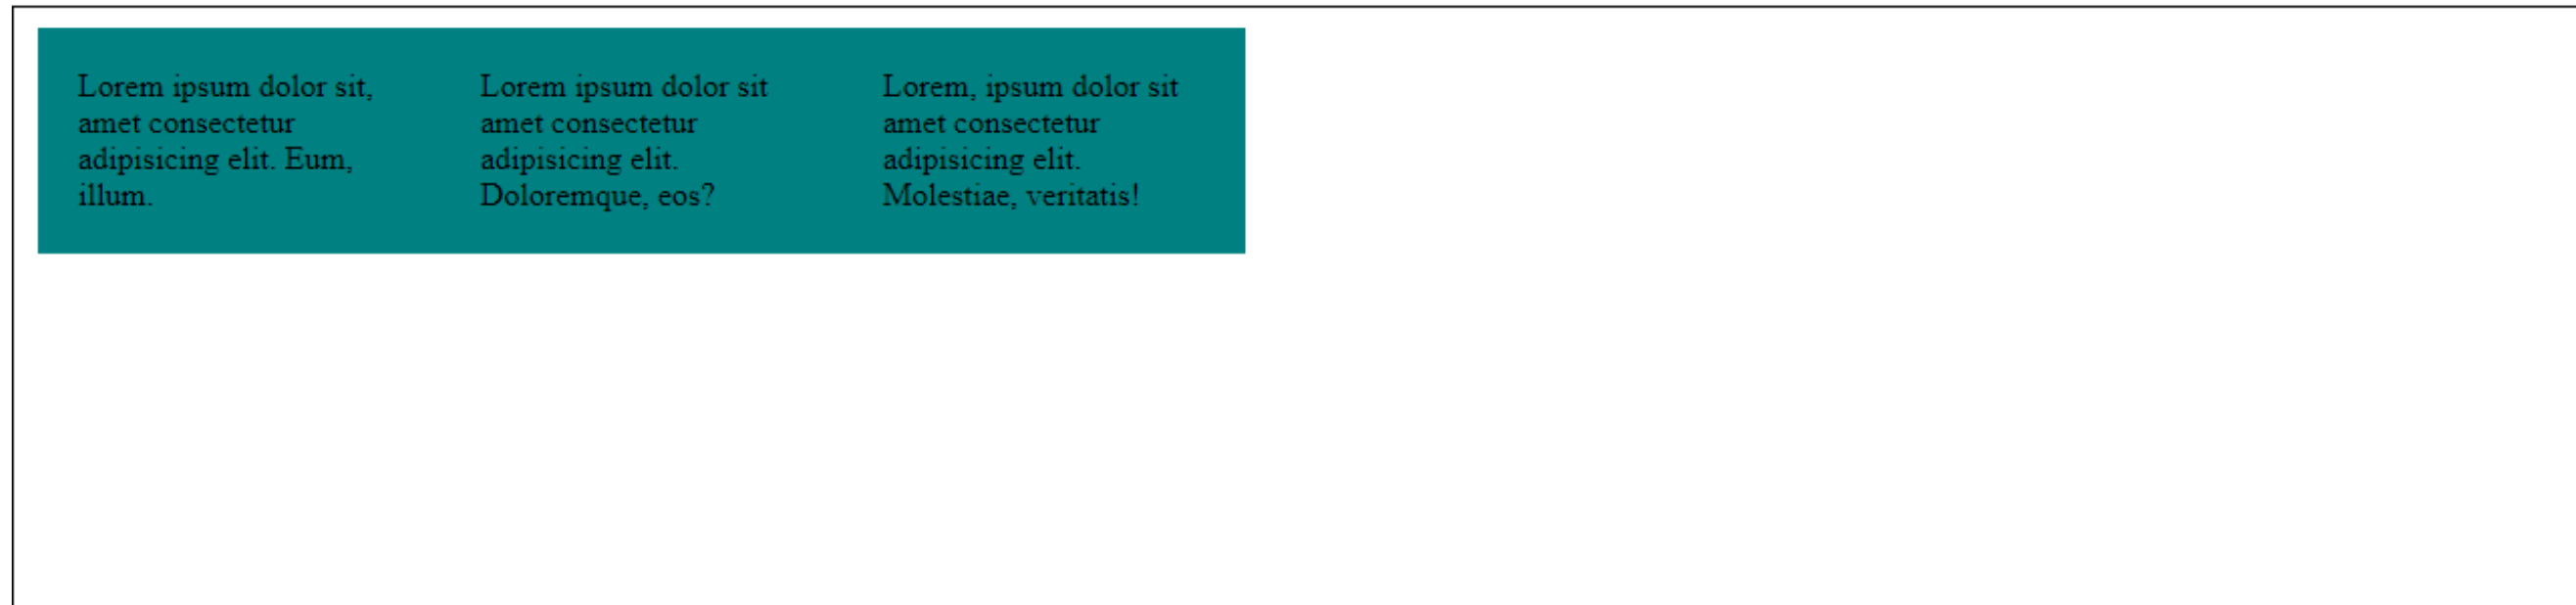 Lorem ipsum dolor sit,
amet consectetur
adipisicing elit. Eum,
illum.
Lorem ipsum dolor sit
amet consectetur
adipisicing elit.
Doloremque, eos?
Lorem, ipsum dolor sit
amet consectetur
adipisicing elit.
Molestiae, veritatis!